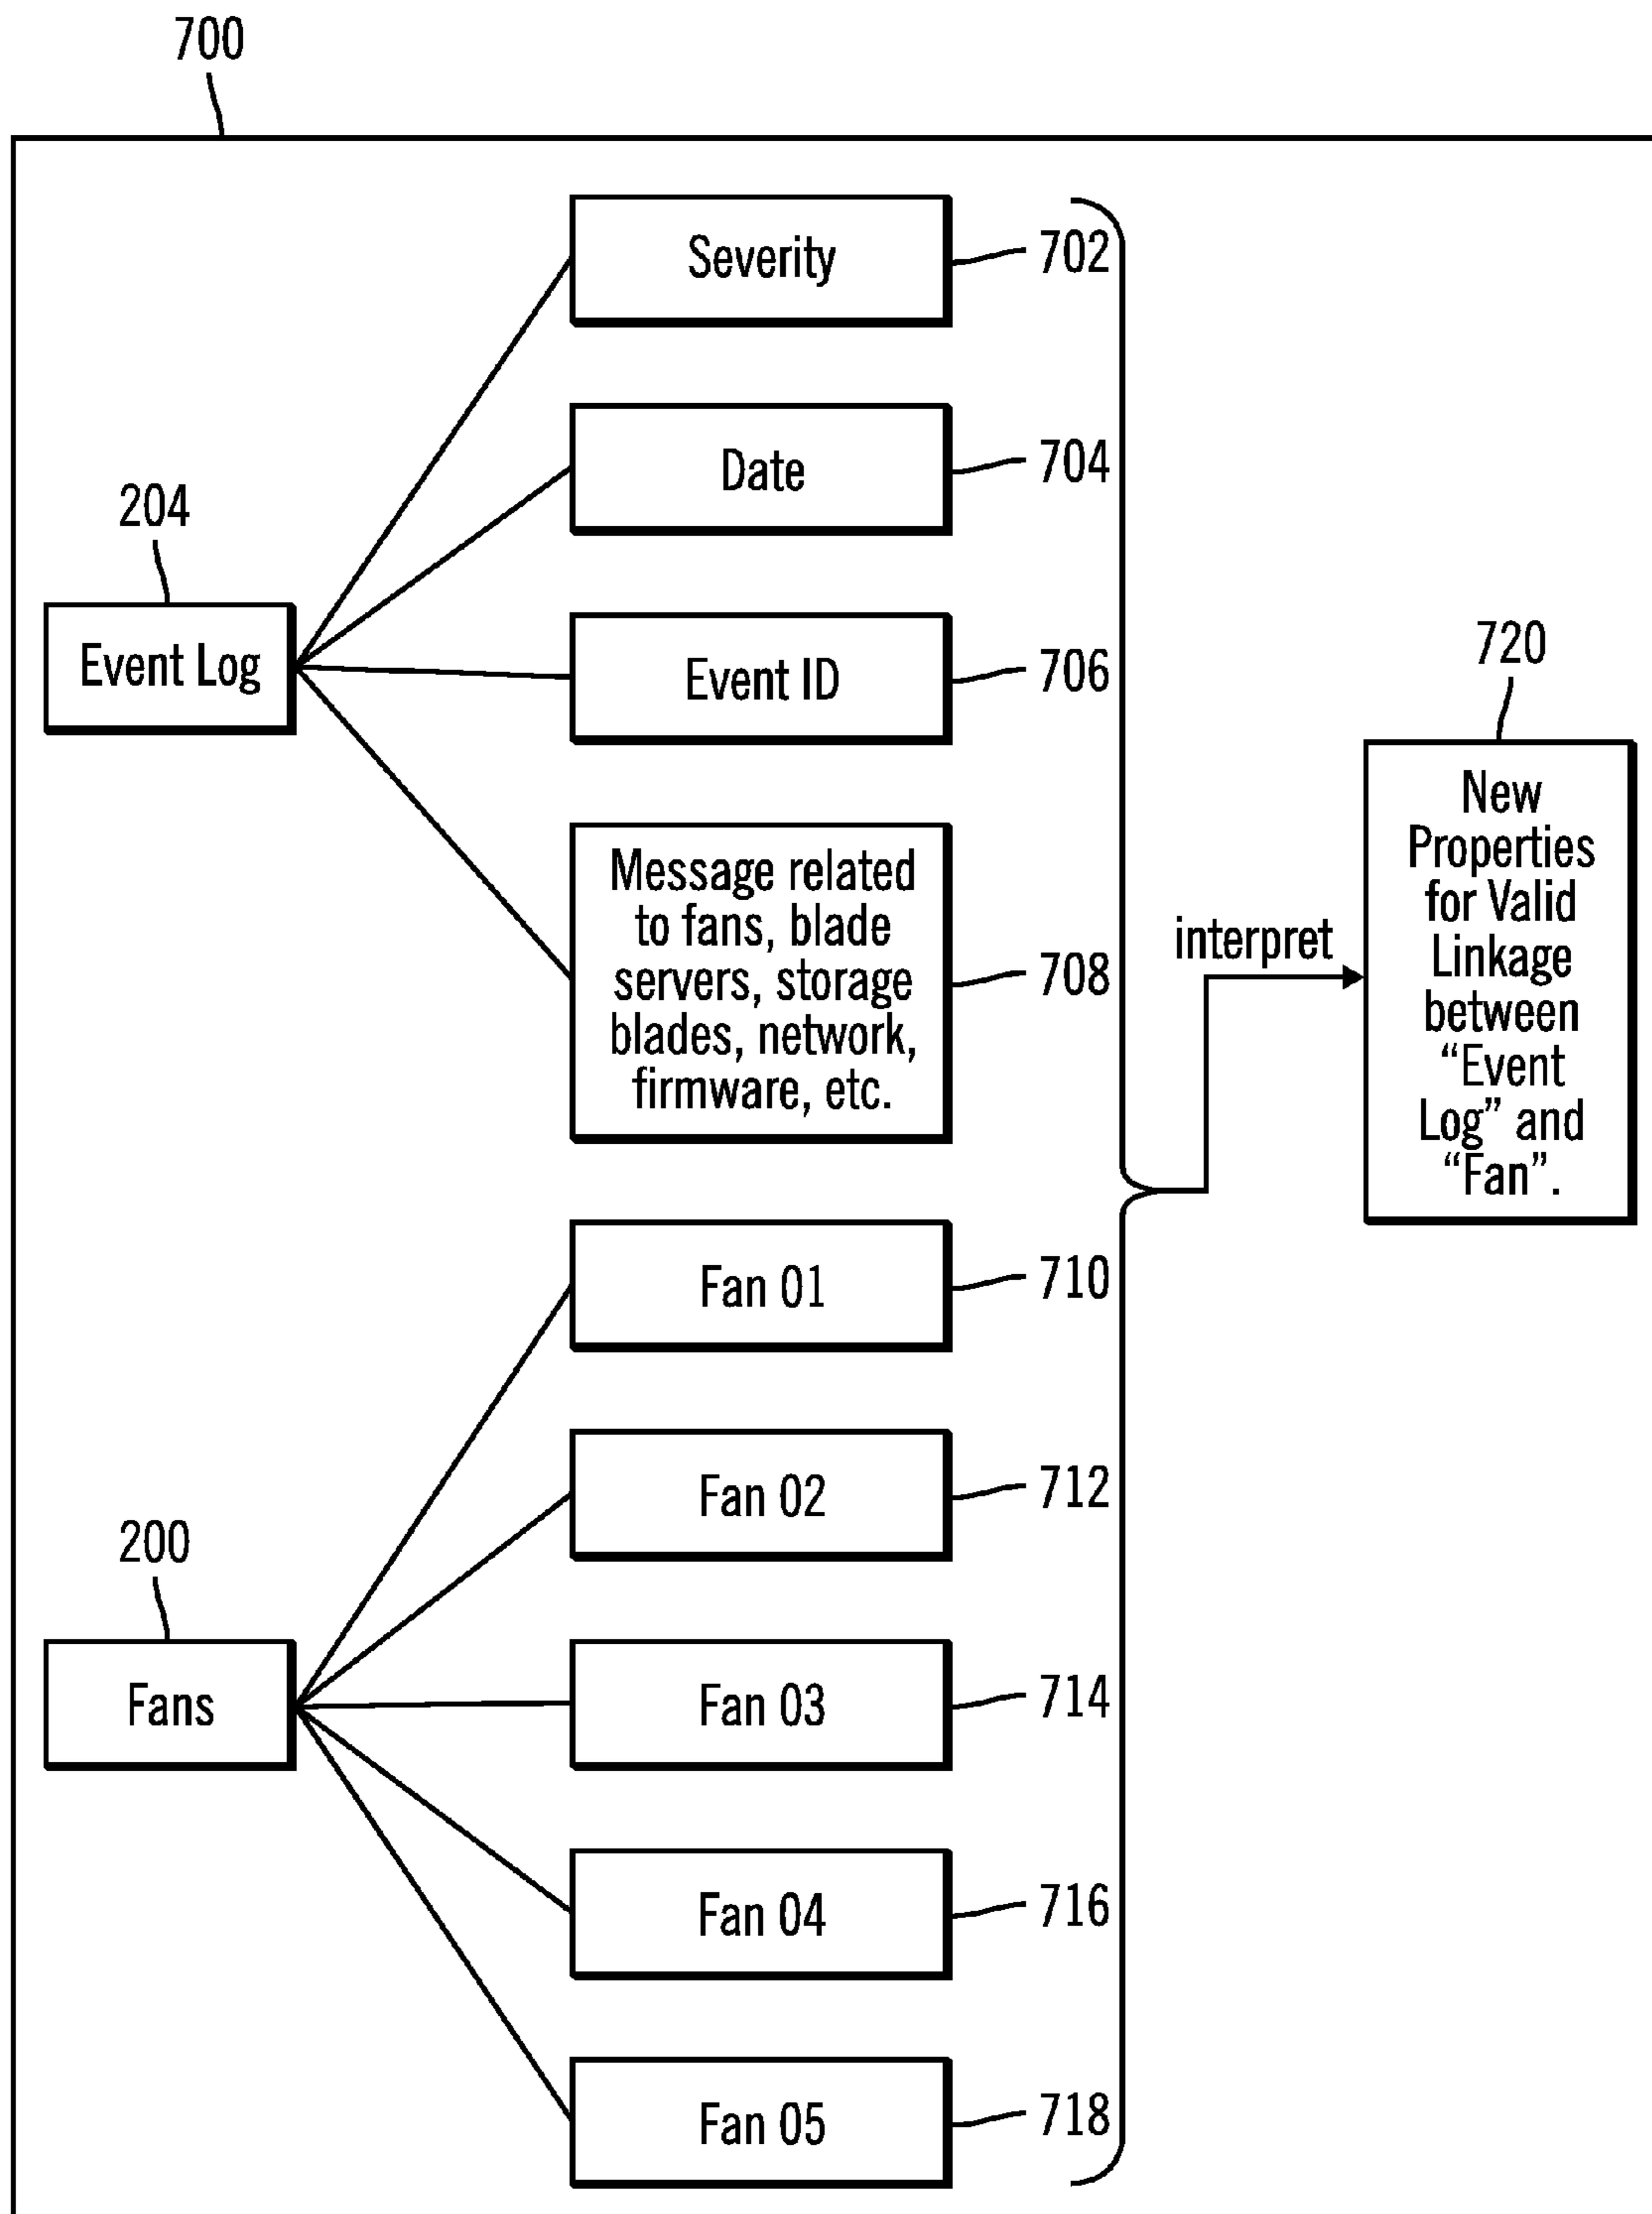 700
Severity
702
Date
704
204
Event Log
Event ID
706
Message related
to fans, blade
servers, storage
blades, network,
firmware, etc.
708
interpret
720
New
Properties
for Valid
Linkage
between
“Event
Log” and
“Fan”.
Fan 01
710
Fan 02
712
200
Fans
Fan 03
714
Fan 04
716
Fan 05
718